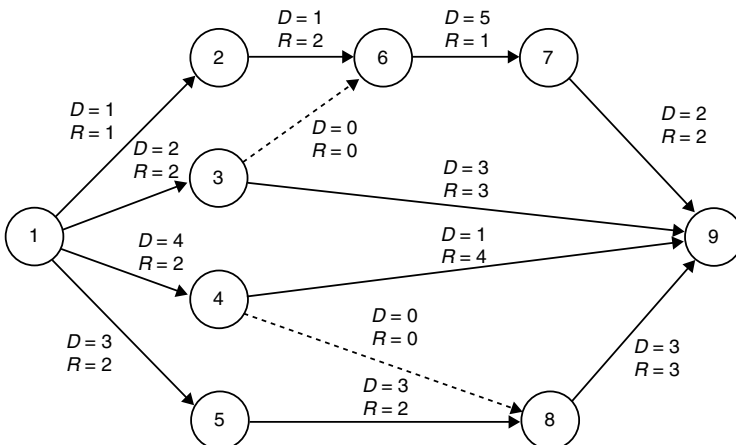 D = 1
R = 2
D = 5
R = 1
2
6
7
D = 1
R = 1
D = 2
R = 2
D = 0
R = 0
D = 2
R = 2
3
D = 3
R = 3
1
D = 4
R = 2
D = 1
R = 4
9
4
D = 0
R = 0
D = 3
R = 2
D = 3
R = 2
D = 3
R = 3
5
8